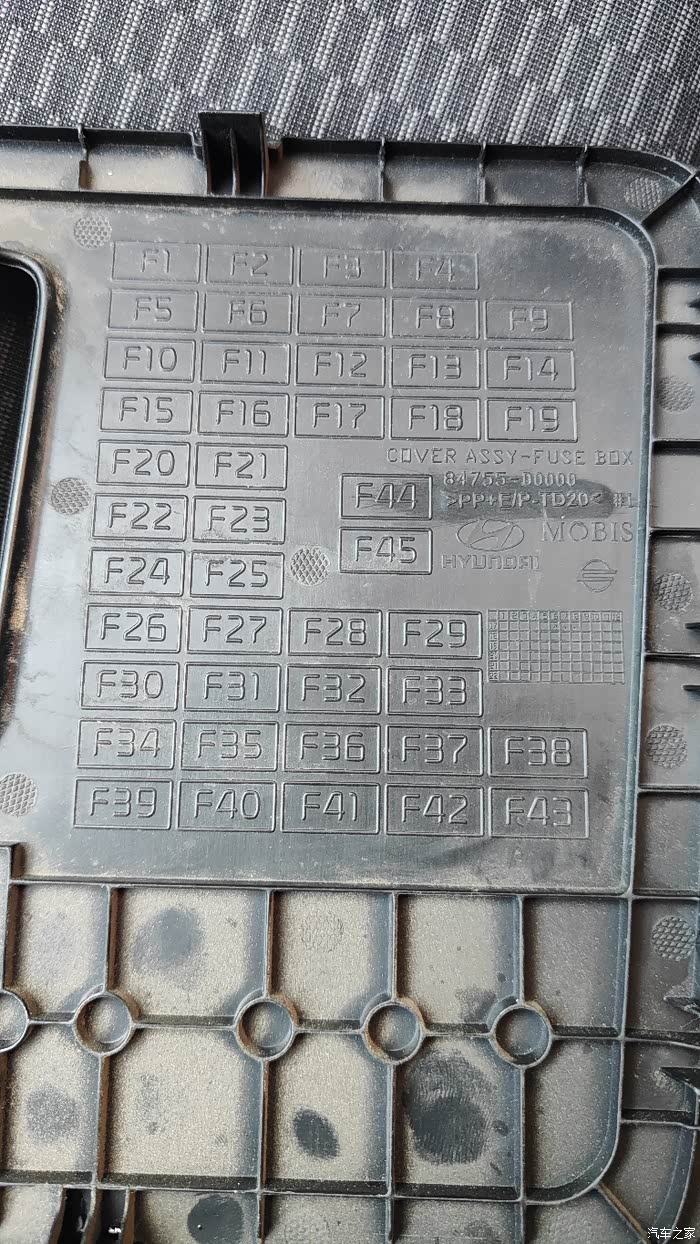 F1 F2 F3 F4
F5 F6 F7 F8 F9
F10 F11 F12 F13 F14
F15 F16 F17 F18 F19
F20 F21
COVER ASSY-FUSE BOX
84755-D0000
>PP+E/P-TD20< #1
F44
F22 F23
HYUNDAI MOBIS
F45
F24 F25
F26 F27 F28 F29
F30 F31 F32 F33
F34 F35 F36 F37 F38
F39 F40 F41 F42 F43
汽车之家